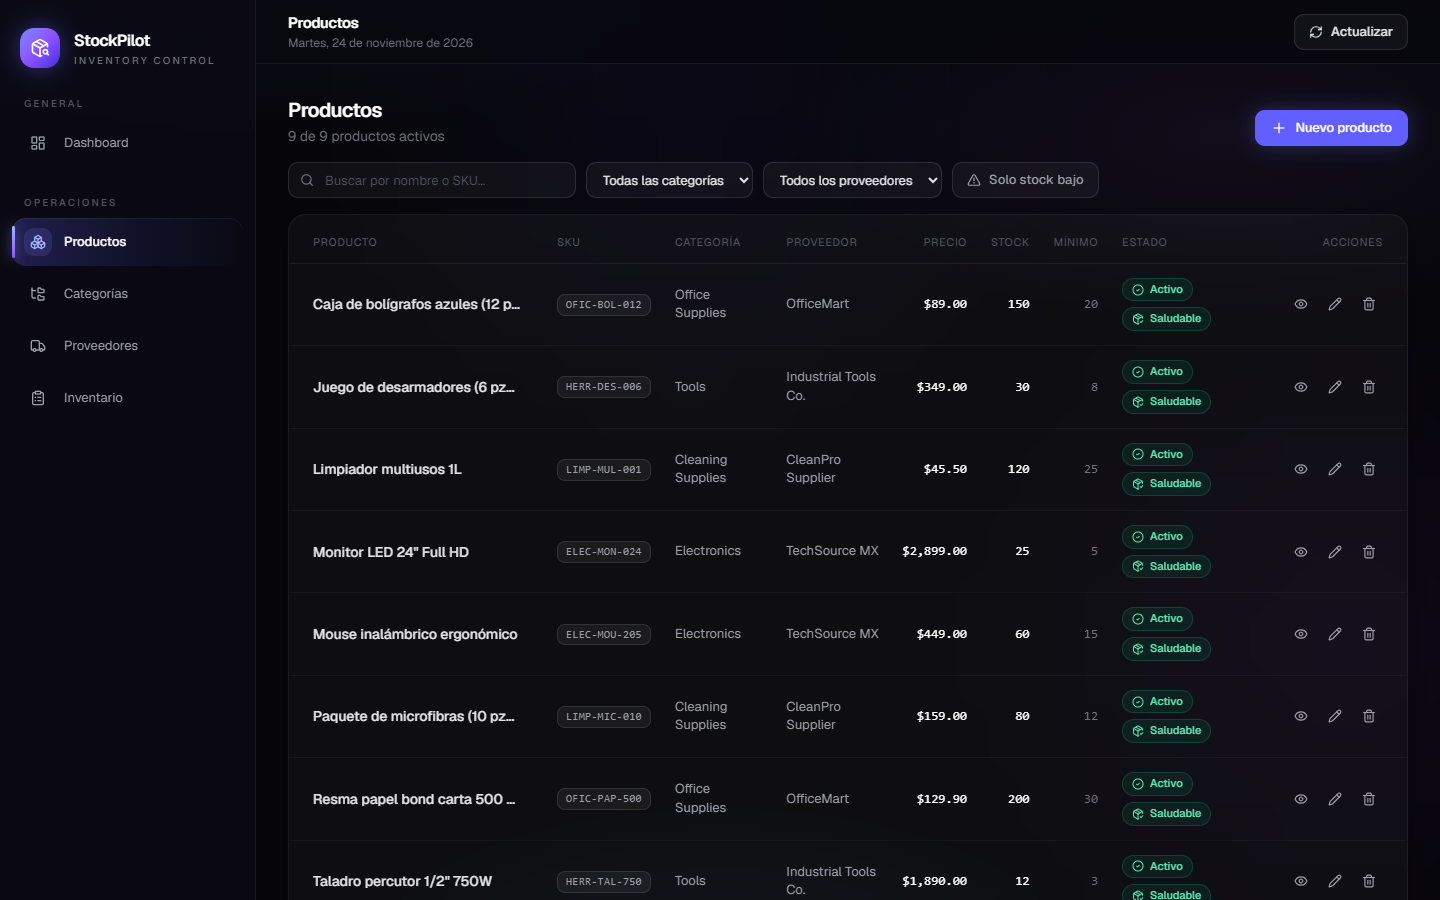 StockPilot
INVENTORY CONTROL
GENERAL
Dashboard
OPERACIONES
Productos
Categorías
Proveedores
Inventario
Productos
Martes, 24 de noviembre de 2026
Actualizar
Productos
9 de 9 productos activos
Nuevo producto
Buscar por nombre o SKU...
Todas las categorías
Todos los proveedores
Solo stock bajo
PRODUCTO SKU CATEGORÍA PROVEEDOR PRECIO STOCK MÍNIMO ESTADO ACCIONES
Caja de bolígrafos azules (12 p... OFIC-BOL-012 Office Supplies OfficeMart $89.00 150 20 Activo Saludable
Juego de desarmadores (6 pz... HERR-DES-006 Tools Industrial Tools Co. $349.00 30 8 Activo Saludable
Limpiador multiusos 1L LIMP-MUL-001 Cleaning Supplies CleanPro Supplier $45.50 120 25 Activo Saludable
Monitor LED 24" Full HD ELEC-MON-024 Electronics TechSource MX $2,899.00 25 5 Activo Saludable
Mouse inalámbrico ergonómico ELEC-MOU-205 Electronics TechSource MX $449.00 60 15 Activo Saludable
Paquete de microfibras (10 pz... LIMP-MIC-010 Cleaning Supplies CleanPro Supplier $159.00 80 12 Activo Saludable
Resma papel bond carta 500 ... OFIC-PAP-500 Office Supplies OfficeMart $129.90 200 30 Activo Saludable
Taladro percutor 1/2" 750W HERR-TAL-750 Tools Industrial Tools Co. $1,890.00 12 3 Activo Saludable